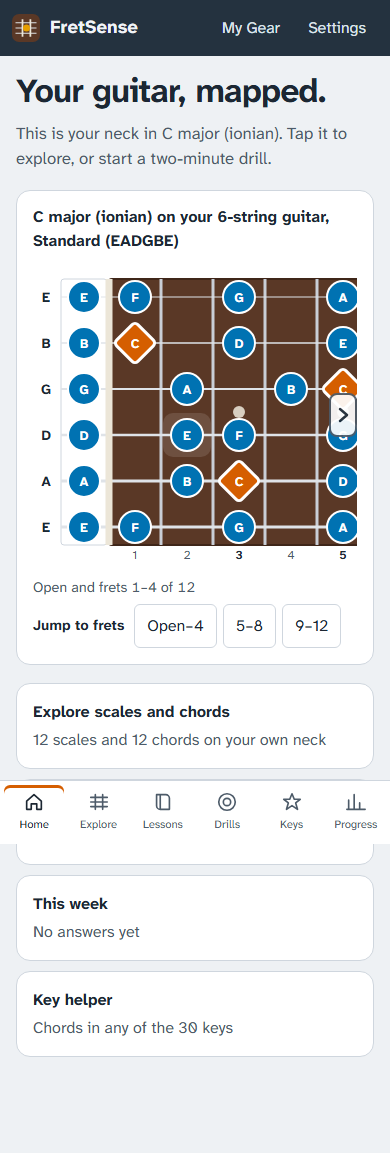 FretSense My Gear Settings
Your guitar, mapped.
This is your neck in C major (ionian). Tap it to
explore, or start a two-minute drill.
C major (ionian) on your 6-string guitar,
Standard (EADGBE)
E E F G A
B B C D E
G G A B C
D D E F G
A A B C D
E E F G A
1 2 3 4 5
Open and frets 1–4 of 12
Jump to frets Open–4 5–8 9–12
Explore scales and chords
12 scales and 12 chords on your own neck
Home Explore Lessons Drills Keys Progress
This week
No answers yet
Key helper
Chords in any of the 30 keys